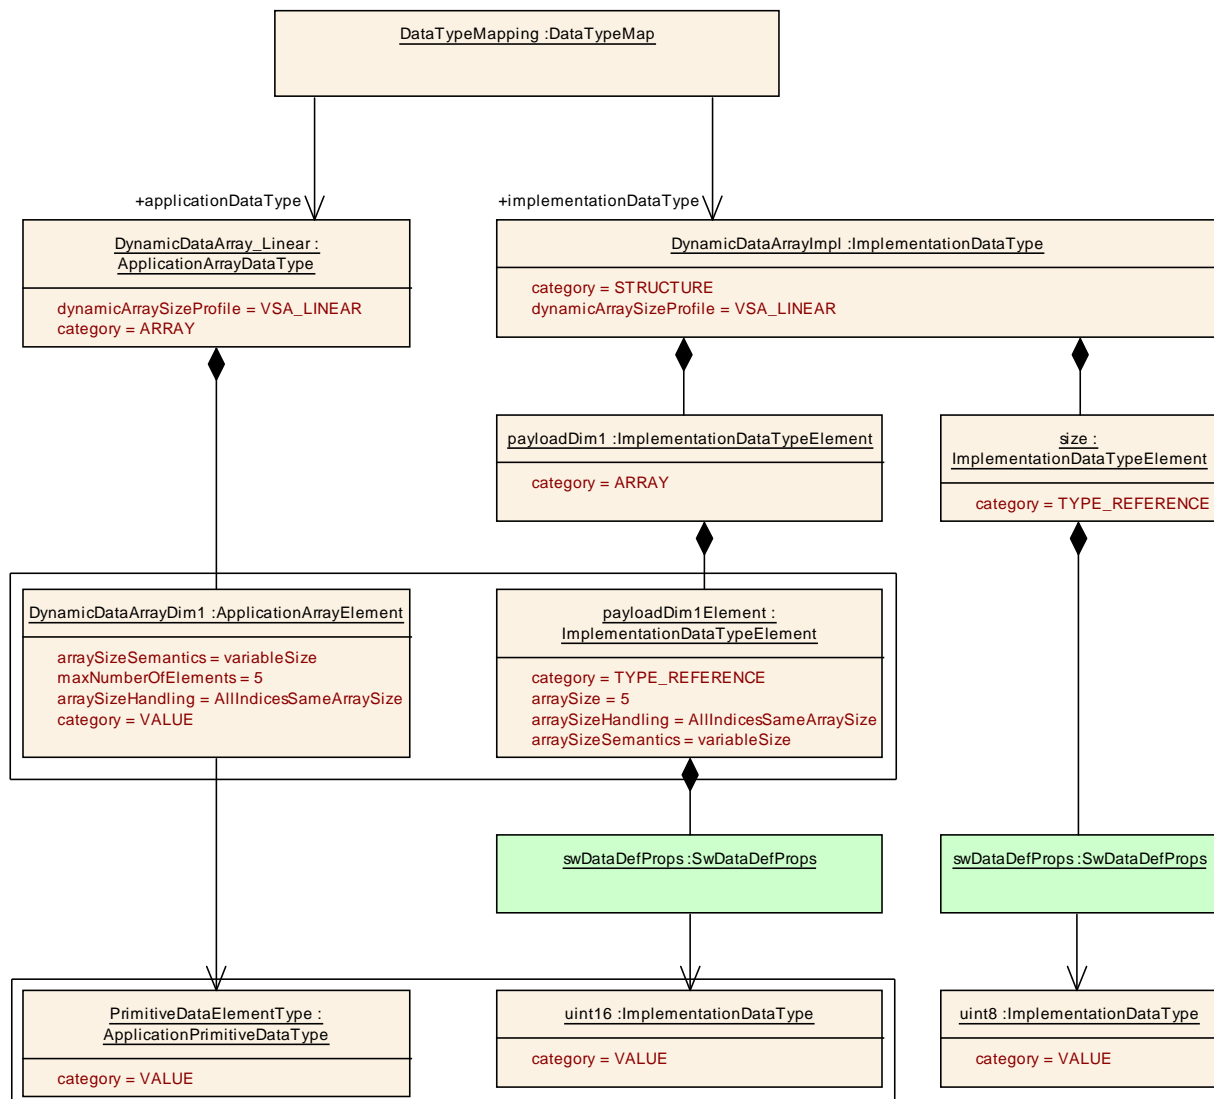 DataTypeMapping :DataTypeMap
+applicationDataType
+implementationDataType
DynamicDataArray_Linear :
ApplicationArrayDataType
dynamicArraySizeProfile = VSA_LINEAR
category = ARRAY
DynamicDataArrayImpl :ImplementationDataType
category = STRUCTURE
dynamicArraySizeProfile = VSA_LINEAR
payloadDim1 :ImplementationDataTypeElement
category = ARRAY
size :
ImplementationDataTypeElement
category = TYPE_REFERENCE
DynamicDataArrayDim1 :ApplicationArrayElement
arraySizeSemantics = variableSize
maxNumberOfElements = 5
arraySizeHandling = AllIndicesSameArraySize
category = VALUE
payloadDim1Element :
ImplementationDataTypeElement
category = TYPE_REFERENCE
arraySize = 5
arraySizeHandling = AllIndicesSameArraySize
arraySizeSemantics = variableSize
swDataDefProps :SwDataDefProps
swDataDefProps :SwDataDefProps
PrimitiveDataElementType :
ApplicationPrimitiveDataType
category = VALUE
uint16 :ImplementationDataType
category = VALUE
uint8 :ImplementationDataType
category = VALUE